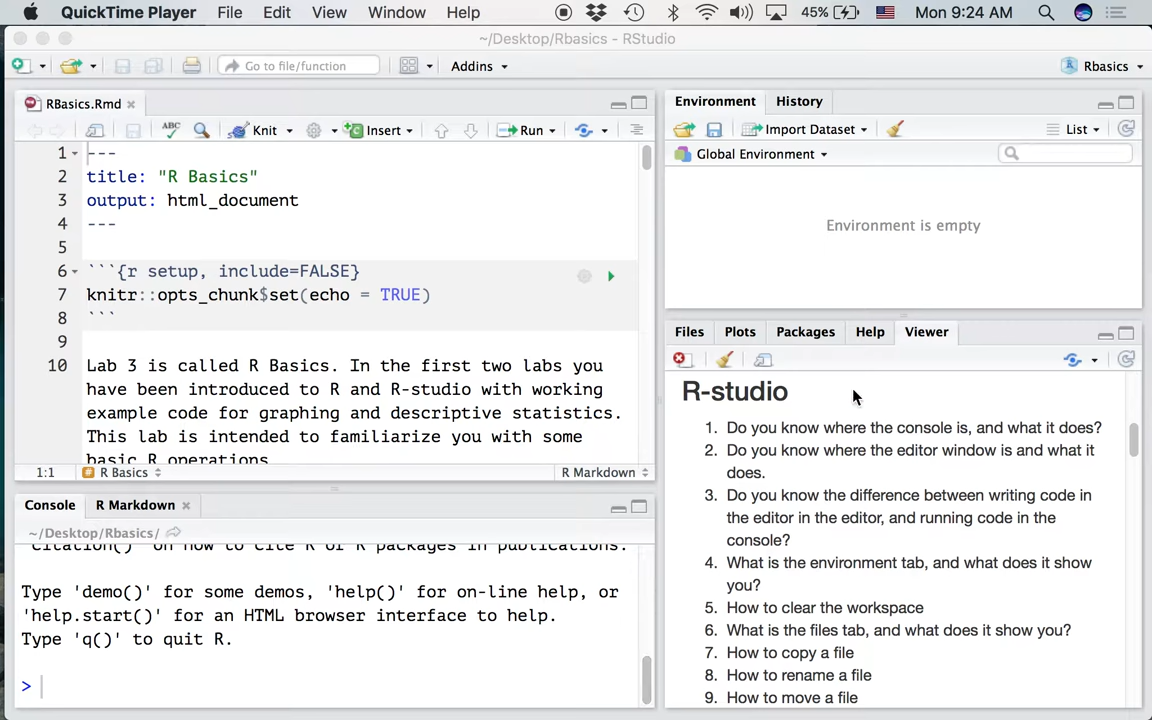 QuickTime Player File Edit View Window Help 45% Mon 9:24 AM
~/Desktop/Rbasics - RStudio
Go to file/function Addins Rbasics
RBasics.Rmd
ABC Knit Insert Run
1 ---
2 title: "R Basics"
3 output: html_document
4 ---
5
6 ```{r setup, include=FALSE}
7 knitr::opts_chunk$set(echo = TRUE)
8 ```
9
10 Lab 3 is called R Basics. In the first two labs you
have been introduced to R and R-studio with working
example code for graphing and descriptive statistics.
This lab is intended to familiarize you with some
basic R operations
1:1 # R Basics R Markdown
Console R Markdown
~/Desktop/Rbasics/
'citation()' on how to cite R or R packages in publications.
Type 'demo()' for some demos, 'help()' for on-line help, or
'help.start()' for an HTML browser interface to help.
Type 'q()' to quit R.
>
Environment History
Import Dataset List
Global Environment
Environment is empty
Files Plots Packages Help Viewer
R-studio
1. Do you know where the console is, and what it does?
2. Do you know where the editor window is and what it
does.
3. Do you know the difference between writing code in
the editor in the editor, and running code in the
console?
4. What is the environment tab, and what does it show
you?
5. How to clear the workspace
6. What is the files tab, and what does it show you?
7. How to copy a file
8. How to rename a file
9. How to move a file